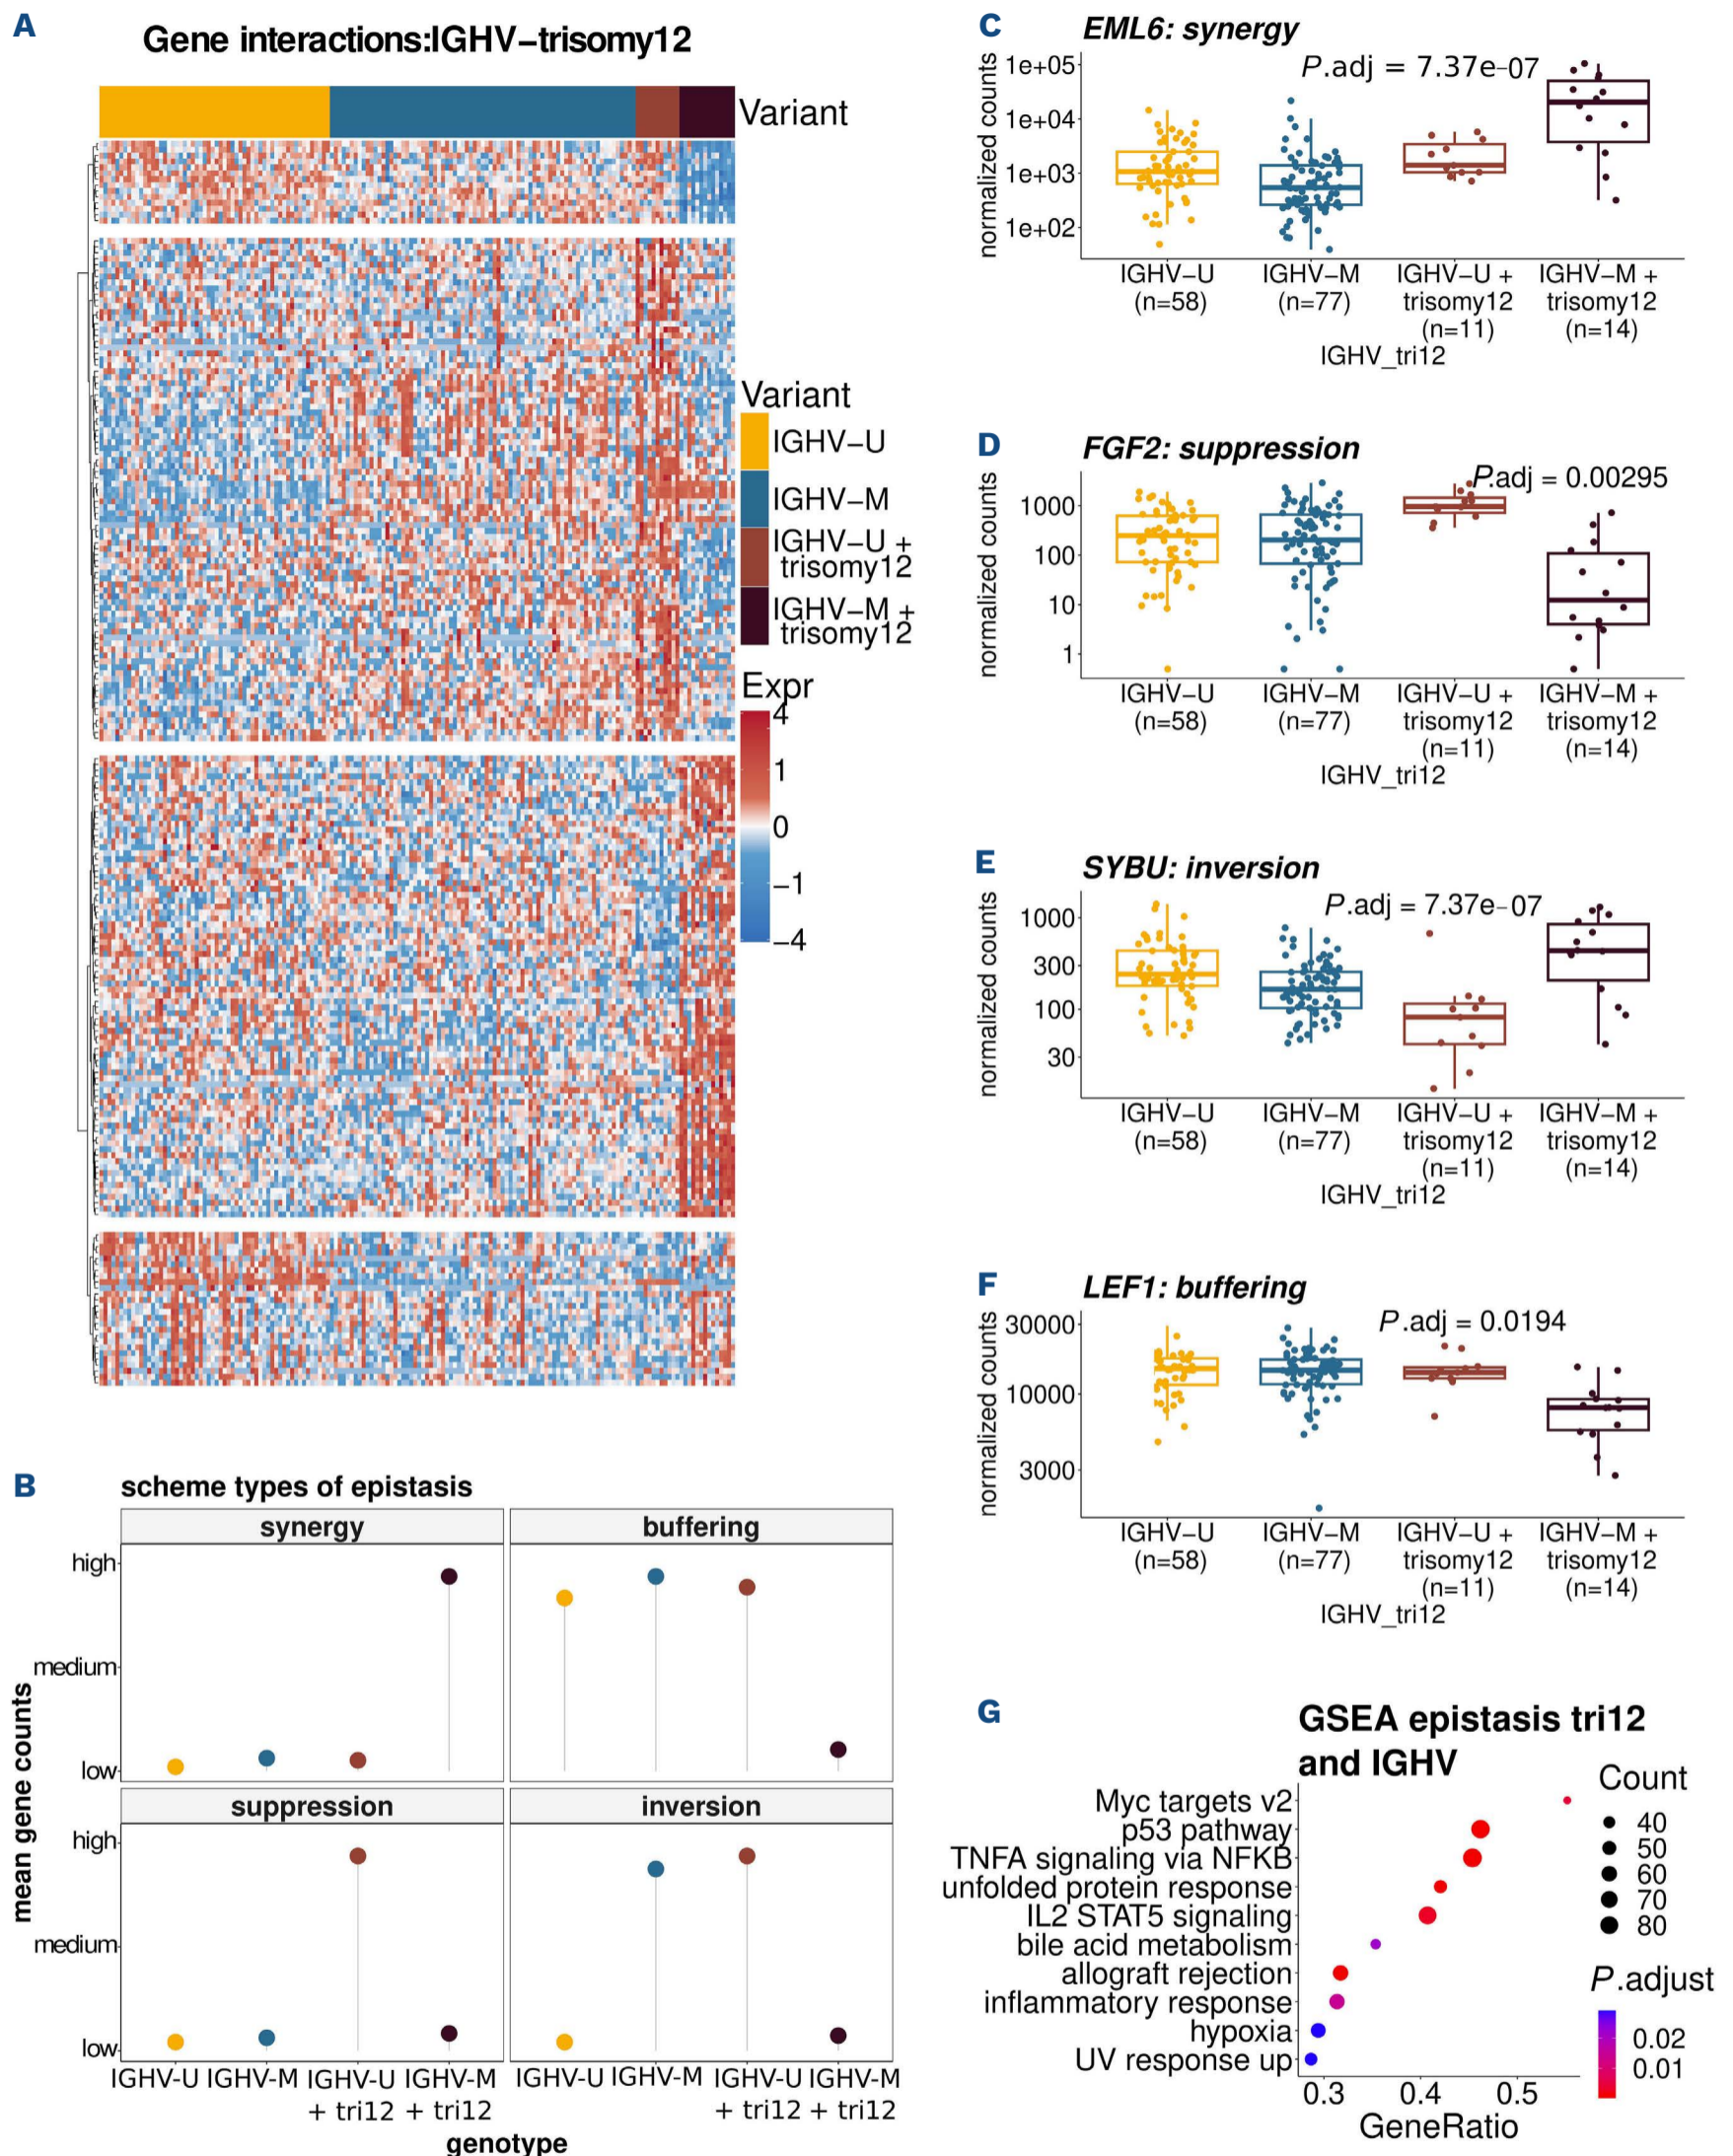 A
Gene interactions:IGHV–trisomy12
Variant
Variant
IGHV–U
IGHV–M
IGHV–U +
trisomy12
IGHV–M +
trisomy12
Expr
4
1
0
–1
–4
B
scheme types of epistasis
synergy
buffering
high
medium
low
suppression
inversion
high
medium
low
mean gene counts
IGHV-U IGHV-M IGHV-U IGHV-M
+ tri12 + tri12
IGHV-U IGHV-M IGHV-U IGHV-M
+ tri12 + tri12
genotype
C
EML6: synergy
P.adj = 7.37e–07
normalized counts
1e+05
1e+04
1e+03
1e+02
IGHV–U IGHV–M IGHV–U + IGHV–M +
(n=58) (n=77) trisomy12 trisomy12
(n=11) (n=14)
IGHV_tri12
D
FGF2: suppression
P.adj = 0.00295
normalized counts
1000
100
10
1
IGHV–U IGHV–M IGHV–U + IGHV–M +
(n=58) (n=77) trisomy12 trisomy12
(n=11) (n=14)
IGHV_tri12
E
SYBU: inversion
P.adj = 7.37e–07
normalized counts
1000
300
100
30
IGHV–U IGHV–M IGHV–U + IGHV–M +
(n=58) (n=77) trisomy12 trisomy12
(n=11) (n=14)
IGHV_tri12
F
LEF1: buffering
P.adj = 0.0194
normalized counts
30000
10000
3000
IGHV–U IGHV–M IGHV–U + IGHV–M +
(n=58) (n=77) trisomy12 trisomy12
(n=11) (n=14)
IGHV_tri12
G
GSEA epistasis tri12
and IGHV
Myc targets v2
p53 pathway
TNFA signaling via NFKB
unfolded protein response
IL2 STAT5 signaling
bile acid metabolism
allograft rejection
inflammatory response
hypoxia
UV response up
0.3 0.4 0.5
GeneRatio
Count
40
50
60
70
80
P.adjust
0.02
0.01